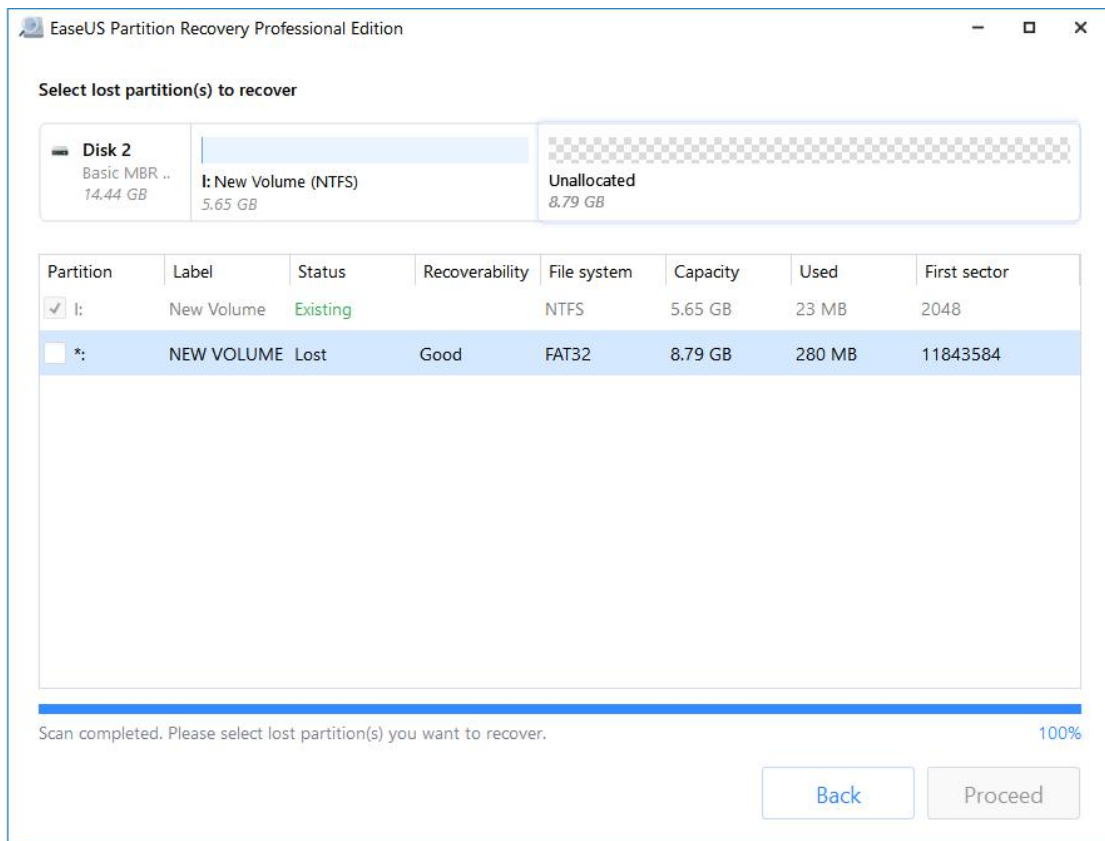 EaseUS Partition Recovery Professional Edition
Select lost partition(s) to recover
Disk 2
Basic MBR ..
14.44 GB
I: New Volume (NTFS)
5.65 GB
Unallocated
8.79 GB
Partition Label Status Recoverability File system Capacity Used First sector
I: New Volume Existing NTFS 5.65 GB 23 MB 2048
*: NEW VOLUME Lost Good FAT32 8.79 GB 280 MB 11843584
Scan completed. Please select lost partition(s) you want to recover. 100%
Back Proceed